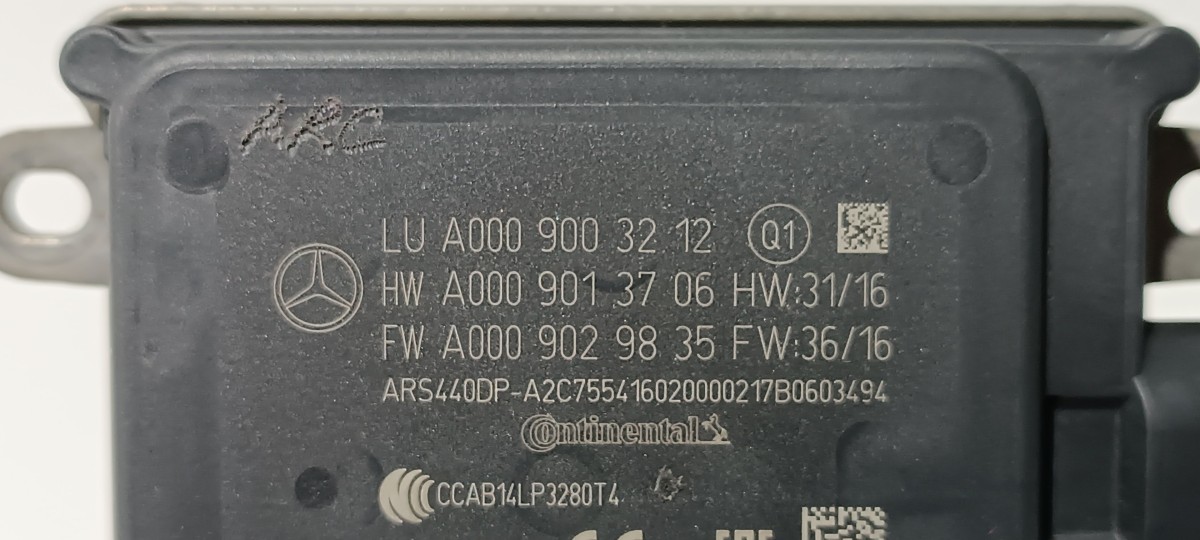 ARC
LU A000 900 32 12 Q1
HW A000 901 37 06 HW:31/16
FW A000 902 98 35 FW:36/16
ARS440DP-A2C755416020000217B0603494
Continental
CCAB14LP3280T4